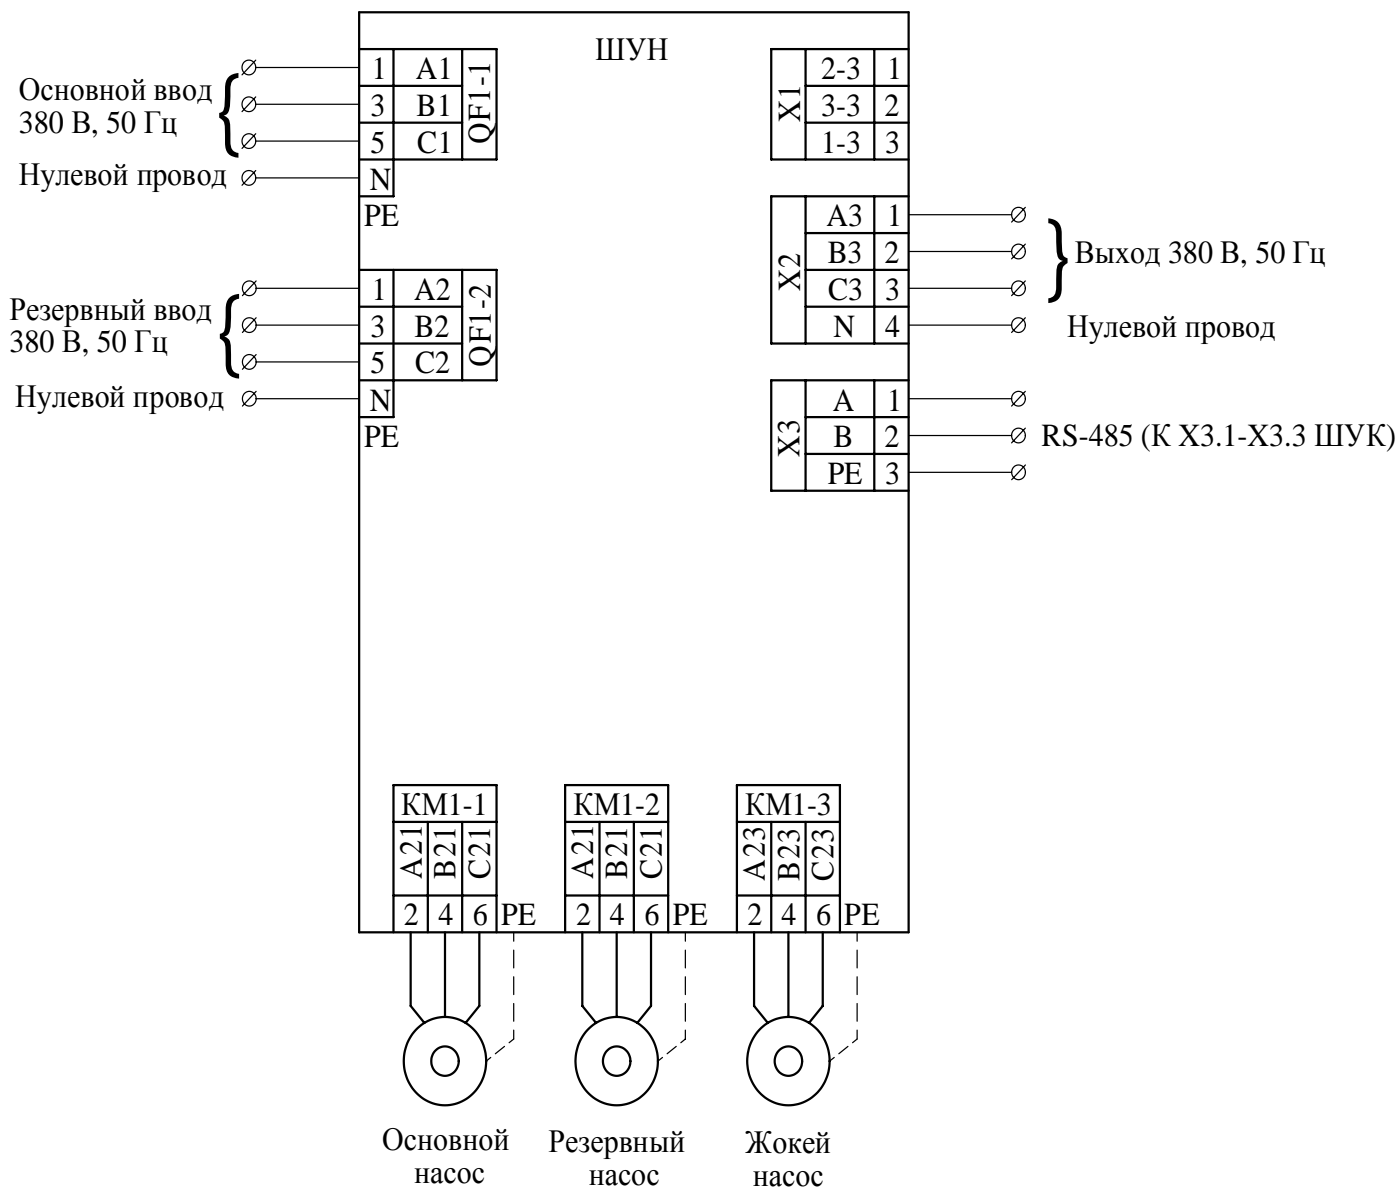 ШУН
Основной ввод
380 В, 50 Гц
1 A1
3 B1
5 C1
QF1-1
Нулевой провод
N
PE
Резервный ввод
380 В, 50 Гц
1 A2
3 B2
5 C2
QF1-2
Нулевой провод
N
PE
X1
2-3 1
3-3 2
1-3 3
X2
A3 1
B3 2
C3 3
N 4
Выход 380 В, 50 Гц
Нулевой провод
X3
A 1
B 2
PE 3
RS-485 (К Х3.1-Х3.3 ШУК)
КМ1-1
A21 B21 C21
2 4 6 PE
Основной
насос
КМ1-2
A21 B21 C21
2 4 6 PE
Резервный
насос
КМ1-3
A23 B23 C23
2 4 6 PE
Жокей
насос